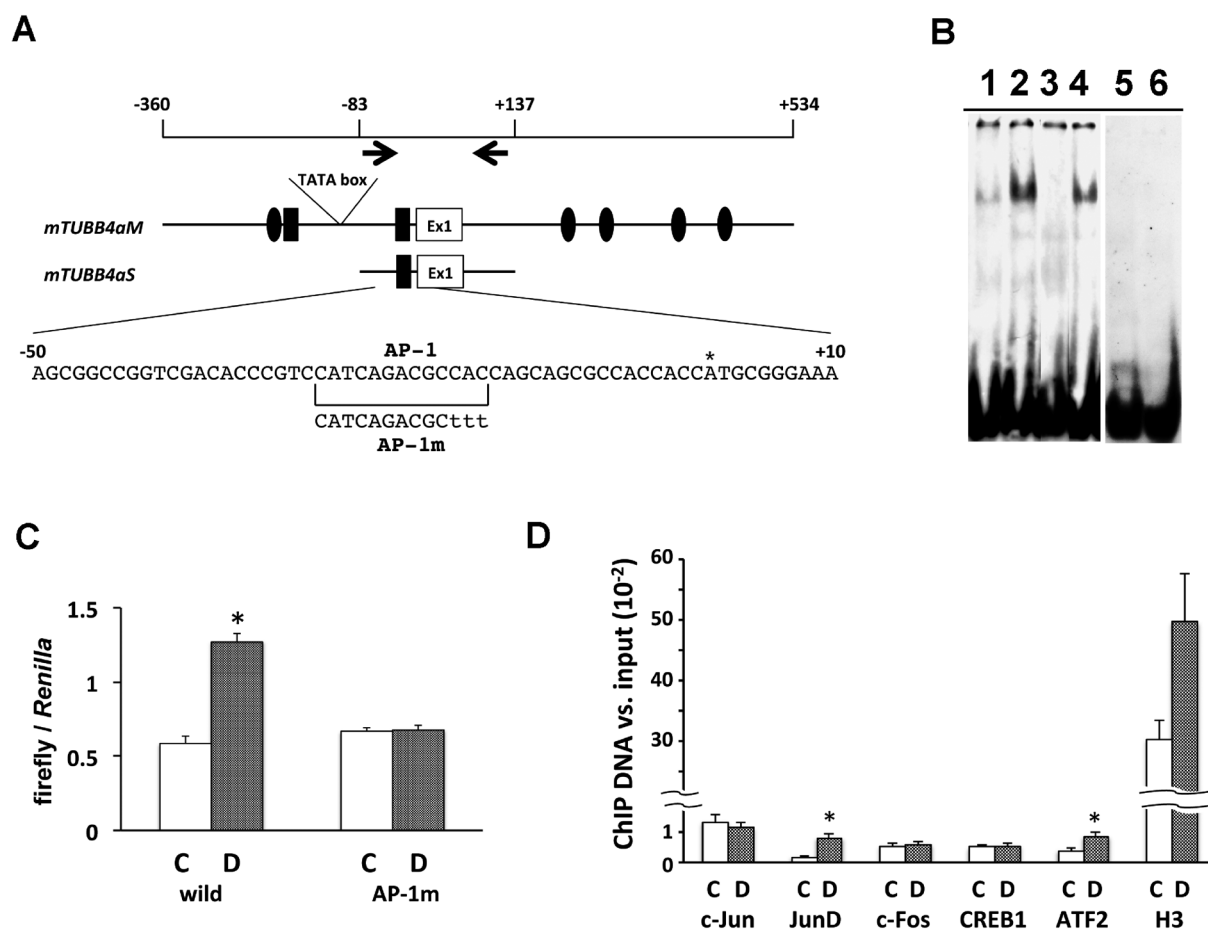 A
-360 -83 +137 +534
TATA box
mTUBB4aM Ex1
mTUBB4aS Ex1
-50 AP-1 * +10
AGCGGCCGGTCGACACCCGTCCATCAGACGCCACCAGCAGCGCCACCACCATGCGGGAAA
CATCAGACGCttt
AP-1m
B
1 2 3 4 5 6
C
firefly / Renilla
1.5
1
0.5
0
*
C D C D
wild AP-1m
D
ChIP DNA vs. input (10-2)
60
50
40
30
1
0
* *
C D C D C D C D C D C D
c-Jun JunD c-Fos CREB1 ATF2 H3